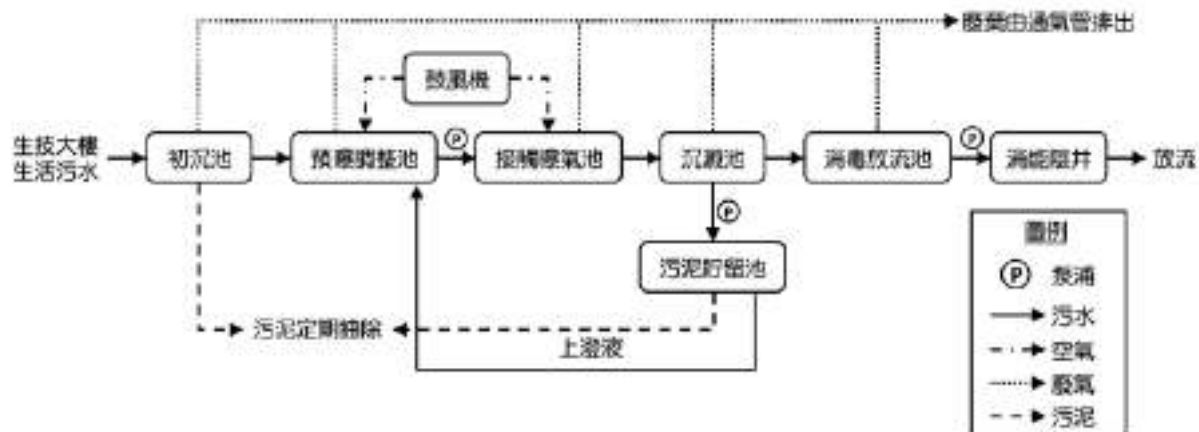 廢棄由通氣管排出
鼓風機
生技大樓
生活污水
初沉池
預曝調整池
P
接觸曝氣池
沉澱池
消毒放流池
P
消能陰井
放流
P
污泥貯留池
污泥定期抽除
上澄液
圖例
P 泵浦
污水
空氣
廢氣
污泥